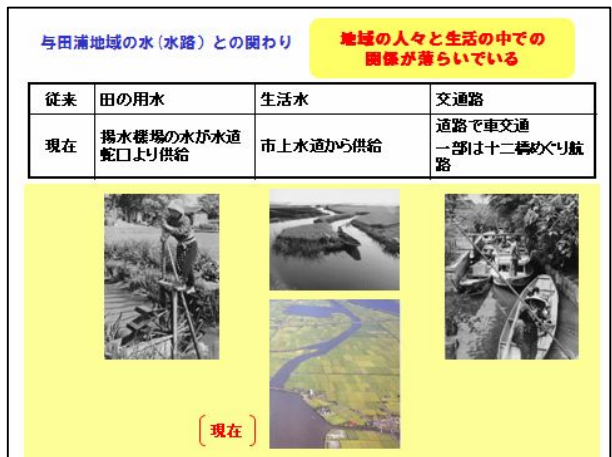 与田浦地域の水（水路）との関わり
地域の人々と生活の中での
関係が薄らいでいる
従来 田の用水 生活水 交通路
現在 揚水機場の水が水道蛇口より供給 市上水道から供給 道路で車交通
一部は十二橋めぐり航路
〔現在〕